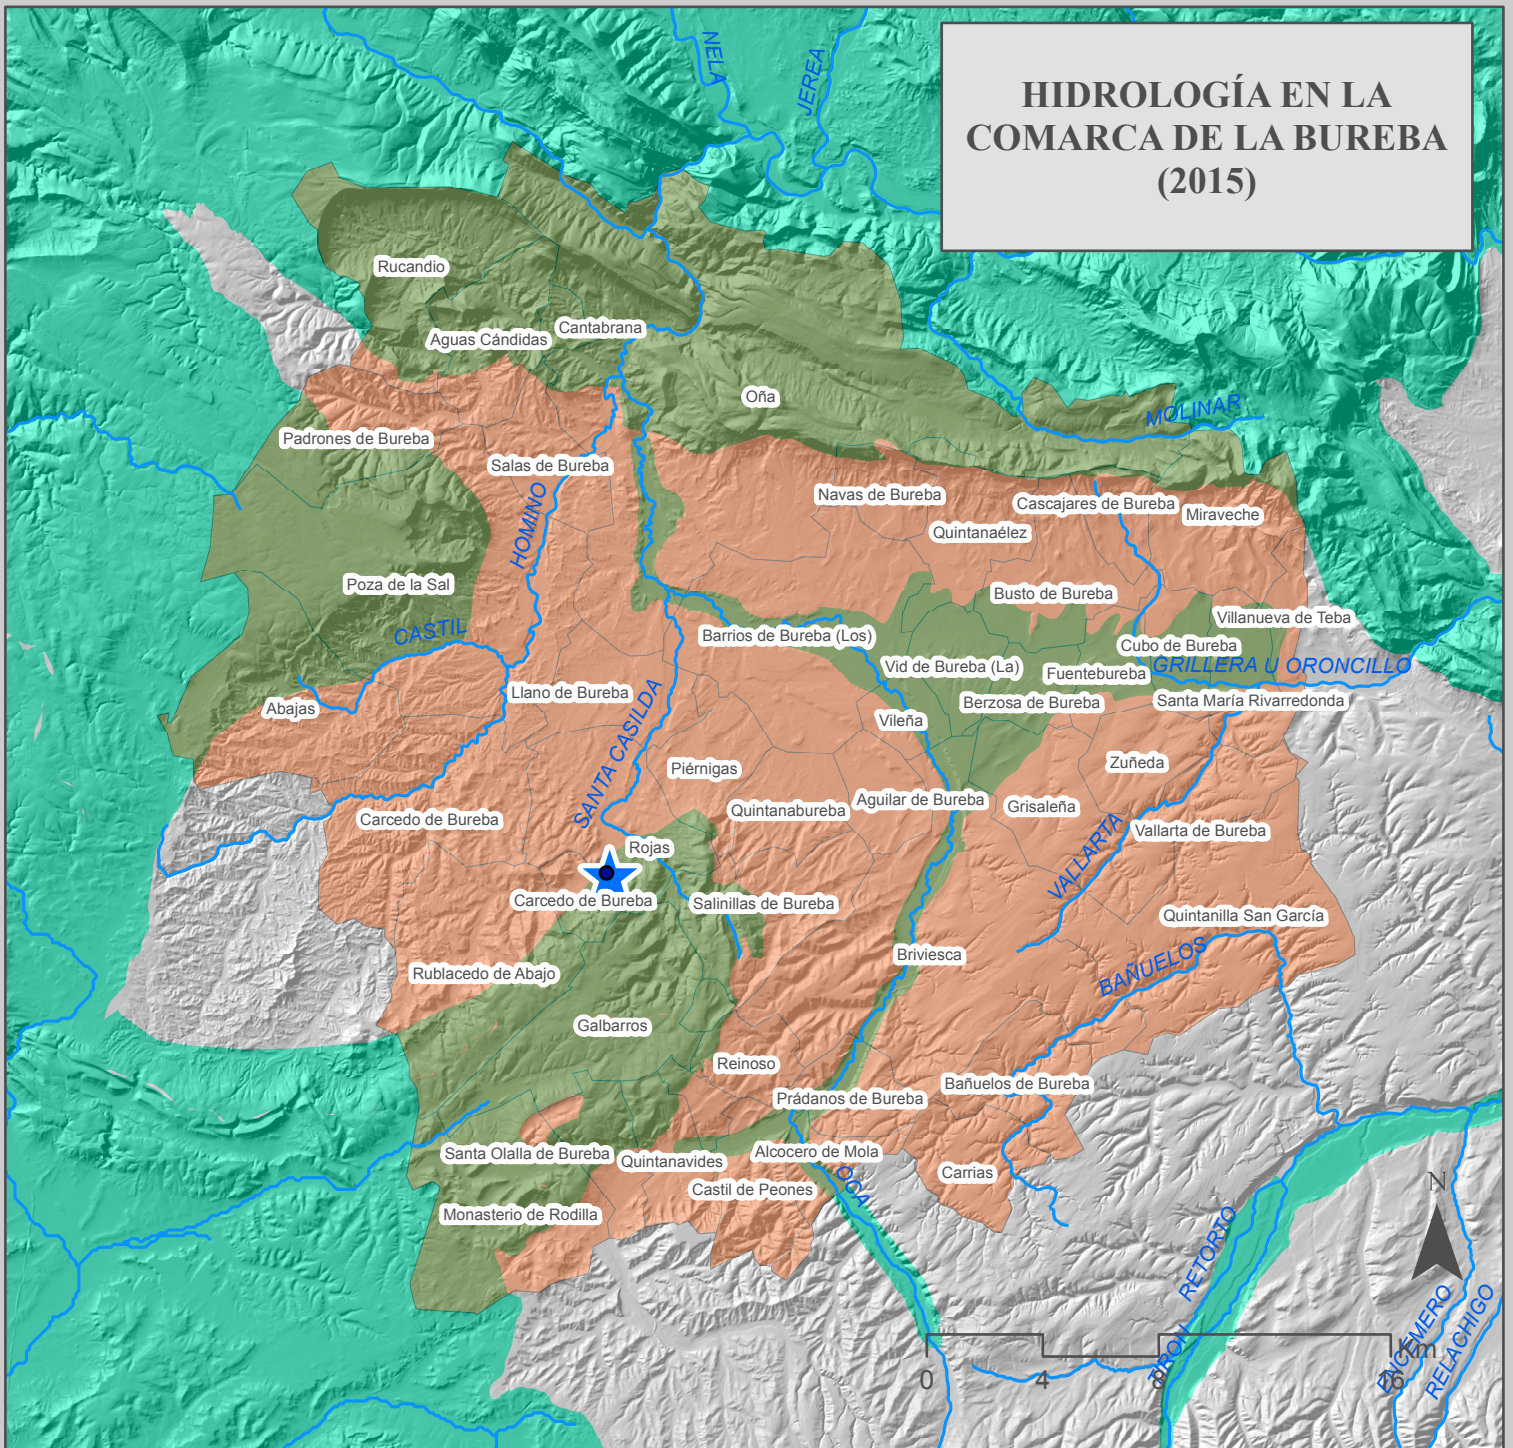 HIDROLOGÍA EN LA
COMARCA DE LA BUREBA
(2015)
NELA
JEREA
Rucandio
Cantabrana
Aguas Cándidas
Oña
MOLINAR
Padrones de Bureba
Salas de Bureba
Navas de Bureba
Cascajares de Bureba
Miraveche
HOMINO
Quintanaélez
Poza de la Sal
Busto de Bureba
Villanueva de Teba
CASTIL
Barrios de Bureba (Los)
Cubo de Bureba
Vid de Bureba (La)
Fuentebureba
GRILLERA U ORONCILLO
Llano de Bureba
Abajas
Berzosa de Bureba
Santa María Rivarredonda
Vileña
SANTA CASILDA
Piérnigas
Zuñeda
Aguilar de Bureba
Grisaleña
Quintanabureba
Carcedo de Bureba
Vallarta de Bureba
Rojas
VALLARTA
Carcedo de Bureba
Salinillas de Bureba
Quintanilla San García
Briviesca
BAÑUELOS
Rublacedo de Abajo
Galbarros
Reinoso
Bañuelos de Bureba
Prádanos de Bureba
Santa Olalla de Bureba
Quintanavides
Alcocero de Mola
Carrias
OCA
Castil de Peones
Monasterio de Rodilla
N
RETORTO
TIRON
ENCEMERO
RELACHIGO
Km
0 4 8 16